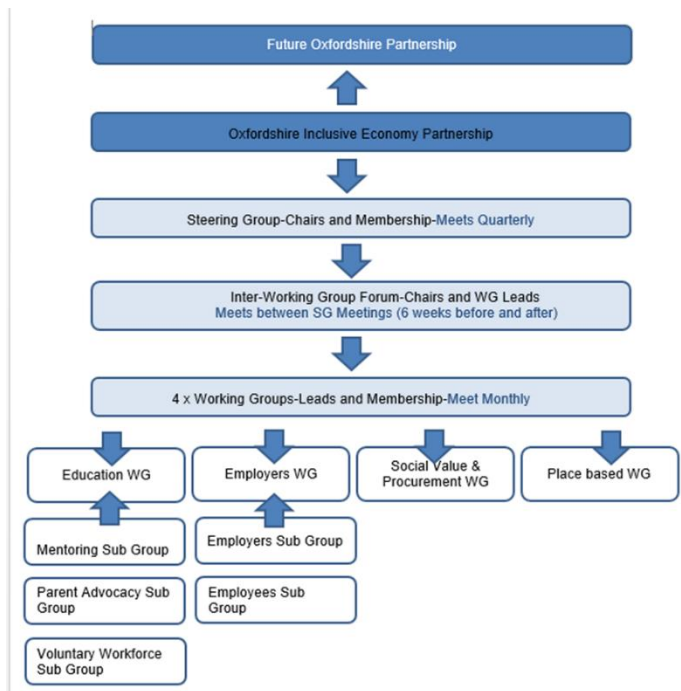 Future Oxfordshire Partnership
Oxfordshire Inclusive Economy Partnership
Steering Group-Chairs and Membership-Meets Quarterly
Inter-Working Group Forum-Chairs and WG Leads
Meets between SG Meetings (6 weeks before and after)
4 x Working Groups-Leads and Membership-Meet Monthly
Education WG
Employers WG
Social Value &
Procurement WG
Place based WG
Mentoring Sub Group
Employers Sub Group
Parent Advocacy Sub
Group
Employees Sub
Group
Voluntary Workforce
Sub Group